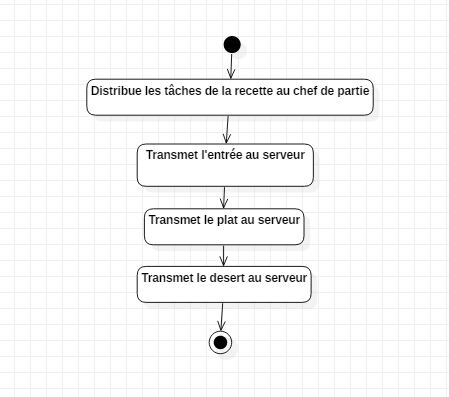 Distribue les tâches de la recette au chef de partie
Transmet l'entrée au serveur
Transmet le plat au serveur
Transmet le desert au serveur